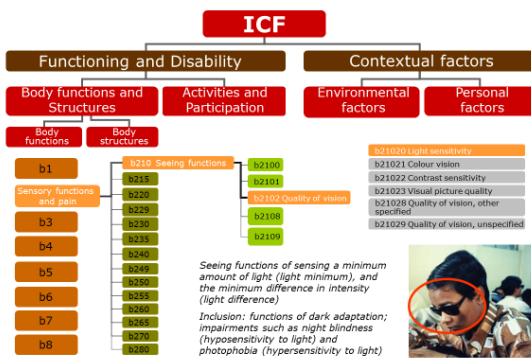 ICF
Functioning and Disability
Contextual factors
Body functions and
Structures
Activities and
Participation
Environmental
factors
Personal
factors
Body
functions
Body
structures
b1
Sensory functions
and pain
b3
b4
b5
b6
b7
b8
b210 Seeing functions
b215
b220
b229
b230
b235
b240
b249
b250
b255
b260
b265
b270
b280
b2100
b2101
b2102 Quality of vision
b2108
b2109
b21020 Light sensitivity
b21021 Colour vision
b21022 Contrast sensitivity
b21023 Visual picture quality
b21028 Quality of vision, other
specified
b21029 Quality of vision, unspecified
Seeing functions of sensing a minimum
amount of light (light minimum), and
the minimum difference in intensity
(light difference)
Inclusion: functions of dark adaptation;
impairments such as night blindness
(hyposensitivity to light) and
photophobia (hypersensitivity to light)